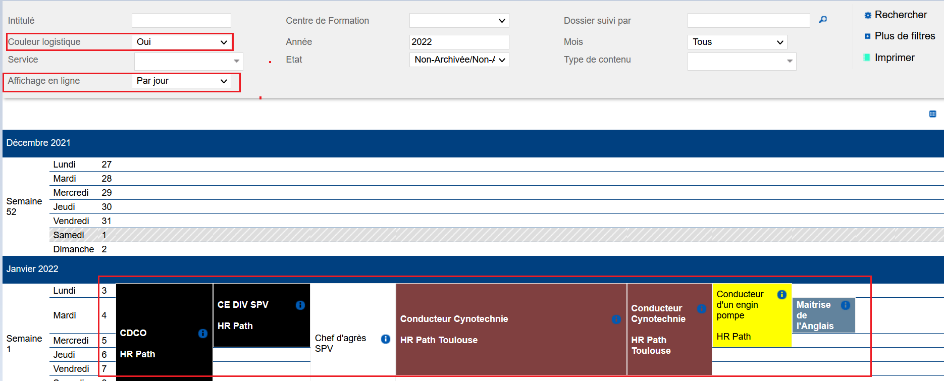 Intitulé Centre de Formation Dossier suivi par Rechercher
Couleur logistique Oui Année 2022 Mois Tous Plus de filtres
Service Etat Non-Archivée/Non-A Type de contenu Imprimer
Affichage en ligne Par jour
Décembre 2021
Semaine 52
Lundi 27
Mardi 28
Mercredi 29
Jeudi 30
Vendredi 31
Samedi 1
Dimanche 2
Janvier 2022
Semaine 1
Lundi 3
Mardi 4
Mercredi 5
Jeudi 6
Vendredi 7
CDCO
HR Path
CE DIV SPV
HR Path
Chef d'agrès
SPV
Conducteur Cynotechnie
HR Path Toulouse
Conducteur
Cynotechnie
HR Path
Toulouse
Conducteur
d'un engin
pompe
HR Path
Maitrise
de
l'Anglais